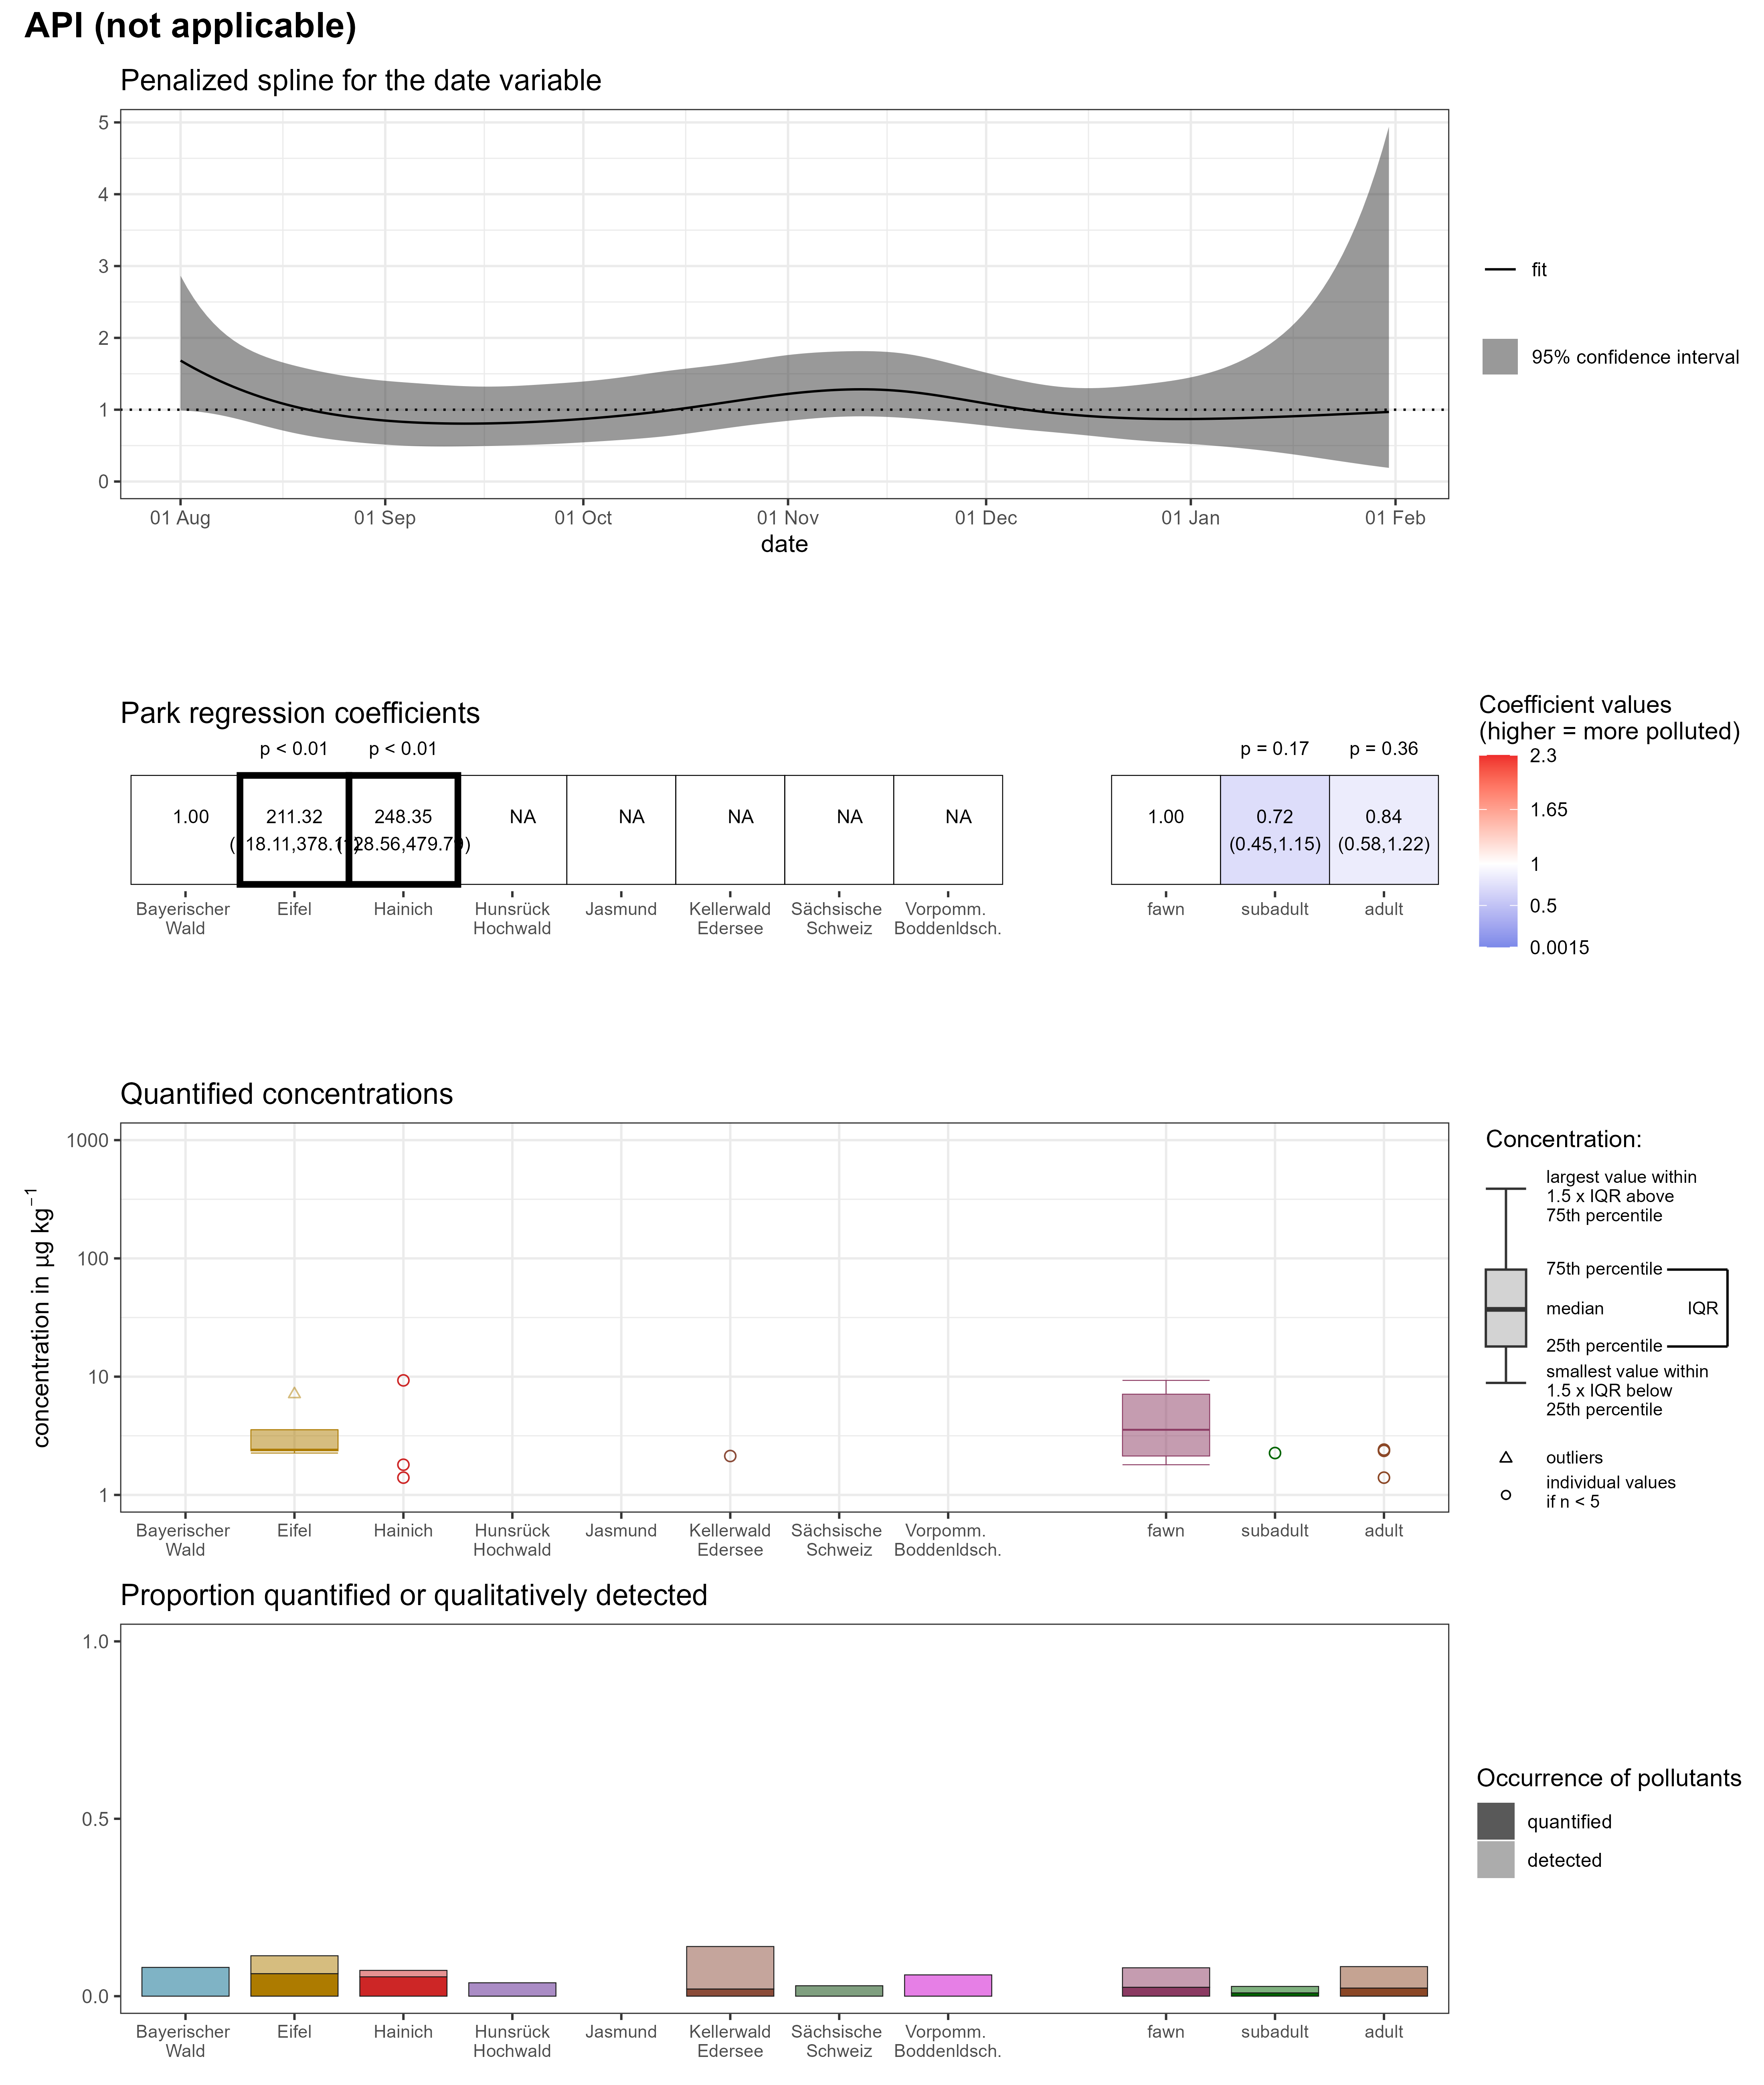 API (not applicable)
Penalized spline for the date variable
5
4
3
2
1
0
01 Aug
01 Sep
01 Oct
01 Nov
01 Dec
01 Jan
01 Feb
date
fit
95% confidence interval
Park regression coefficients
p < 0.01
p < 0.01
p = 0.17
p = 0.36
1.00
211.32
248.35
NA
NA
NA
NA
NA
1.00
0.72
0.84
(0.45,1.15)
(0.58,1.22)
Bayerischer
Wald
Eifel
Hainich
Hunsrück
Hochwald
Jasmund
Kellerwald
Edersee
Sächsische
Schweiz
Vorpomm.
Boddenldsch.
fawn
subadult
adult
Coefficient values
(higher = more polluted)
2.3
1.65
1
0.5
0.0015
Quantified concentrations
concentration in µg kg⁻¹
1000
100
10
1
Bayerischer
Wald
Eifel
Hainich
Hunsrück
Hochwald
Jasmund
Kellerwald
Edersee
Sächsische
Schweiz
Vorpomm.
Boddenldsch.
fawn
subadult
adult
Concentration:
largest value within
1.5 x IQR above
75th percentile
75th percentile
median
IQR
25th percentile
smallest value within
1.5 x IQR below
25th percentile
outliers
individual values
if n < 5
Proportion quantified or qualitatively detected
1.0
0.5
0.0
Bayerischer
Wald
Eifel
Hainich
Hunsrück
Hochwald
Jasmund
Kellerwald
Edersee
Sächsische
Schweiz
Vorpomm.
Boddenldsch.
fawn
subadult
adult
Occurrence of pollutants
quantified
detected